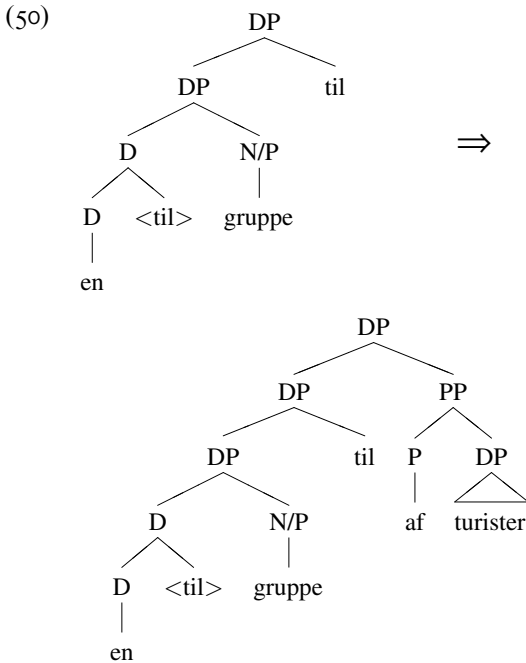 (50)
DP
DP til
D N/P ⇒
D <til> gruppe
en
DP
DP PP
DP til P DP
D N/P af turister
D <til> gruppe
en